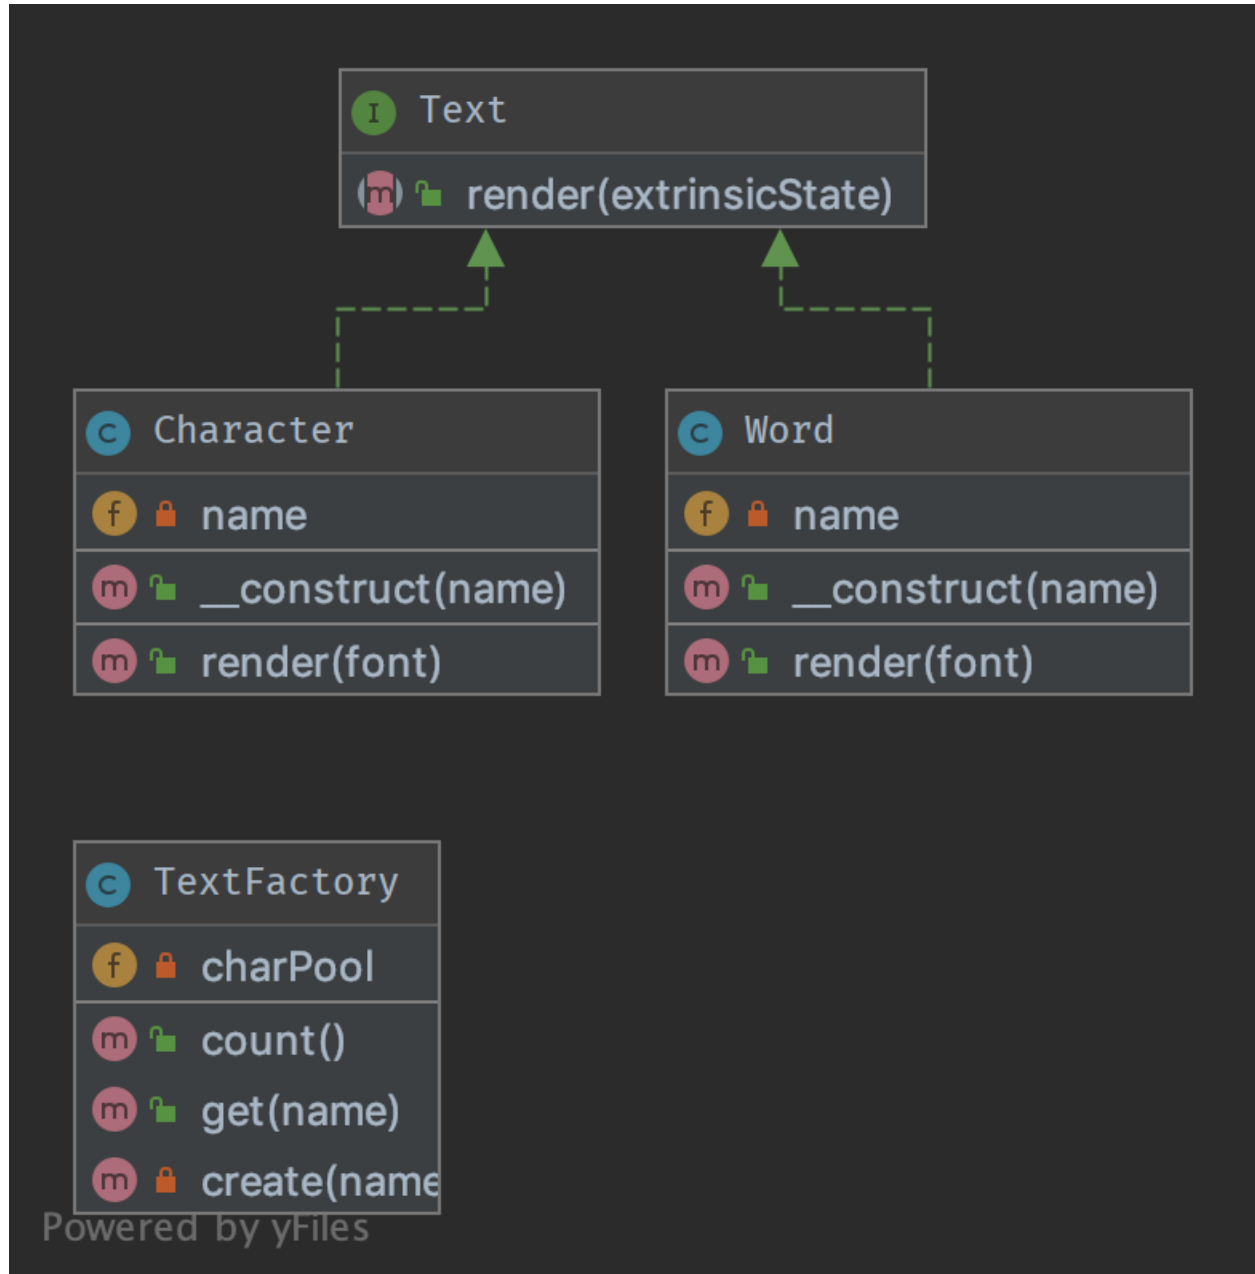 I Text
m render(extrinsicState)
C Character
f name
m __construct(name)
m render(font)
C Word
f name
m __construct(name)
m render(font)
C TextFactory
f charPool
m count()
m get(name)
m create(name
Powered by yFiles